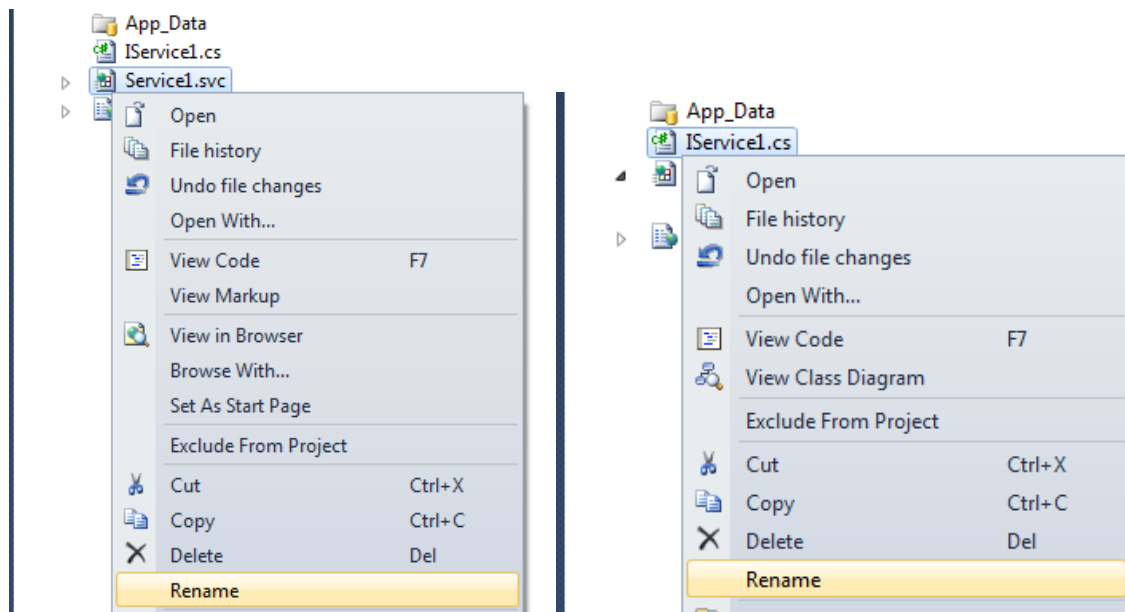 App_Data
IService1.cs
Service1.svc
Open
File history
Undo file changes
Open With...
View Code F7
View Markup
View in Browser
Browse With...
Set As Start Page
Exclude From Project
Cut Ctrl+X
Copy Ctrl+C
Delete Del
Rename
App_Data
IService1.cs
Open
File history
Undo file changes
Open With...
View Code F7
View Class Diagram
Exclude From Project
Cut Ctrl+X
Copy Ctrl+C
Delete Del
Rename